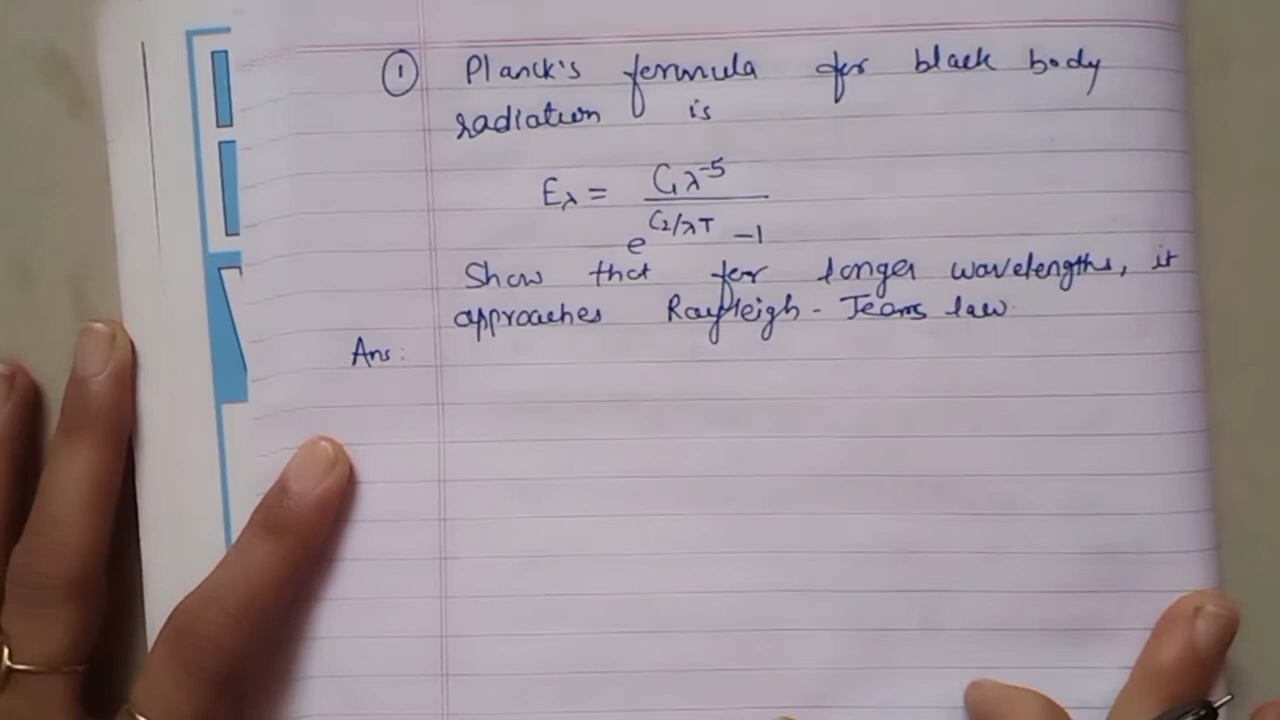 ① Planck's formula for black body
radiation is
Eλ = C₁λ⁻⁵ / e^(C₂/λT) −1
Show that for longer wavelengths, it
approaches Rayleigh - Jeans law.
Ans: